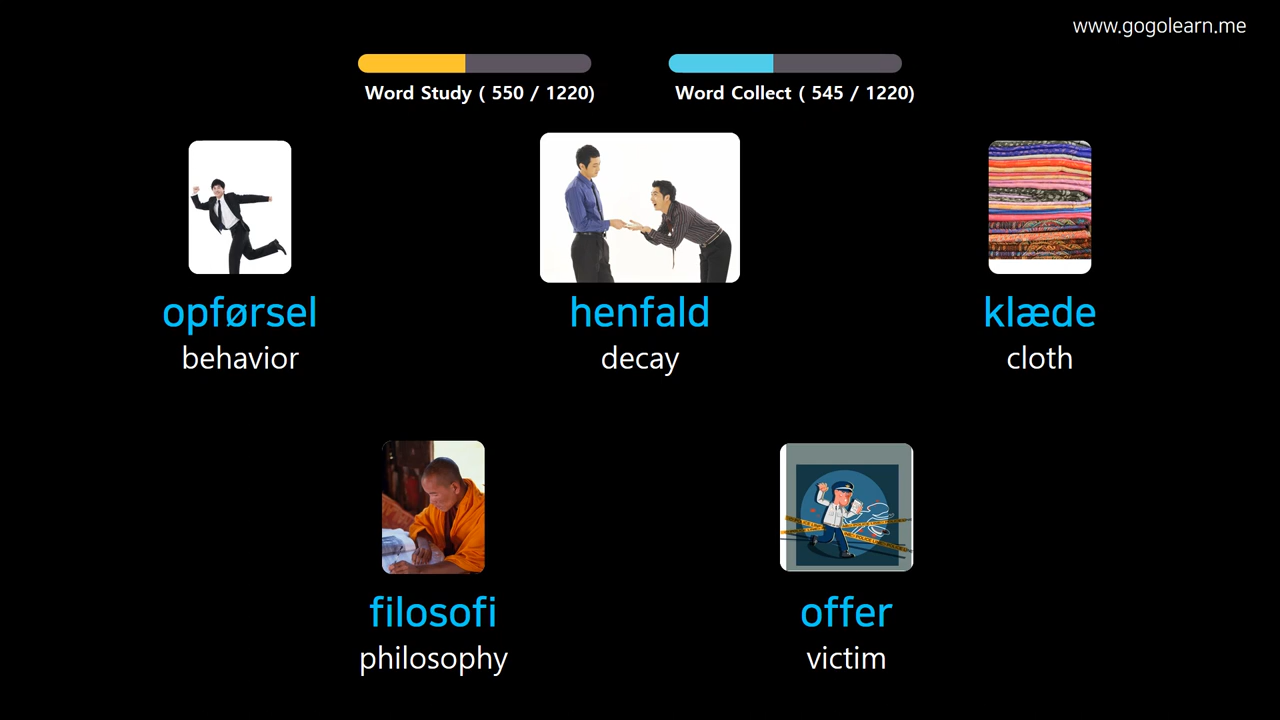 www.gogolearn.me
Word Study ( 550 / 1220)
Word Collect ( 545 / 1220)
opførsel
behavior
henfald
decay
klæde
cloth
filosofi
philosophy
offer
victim